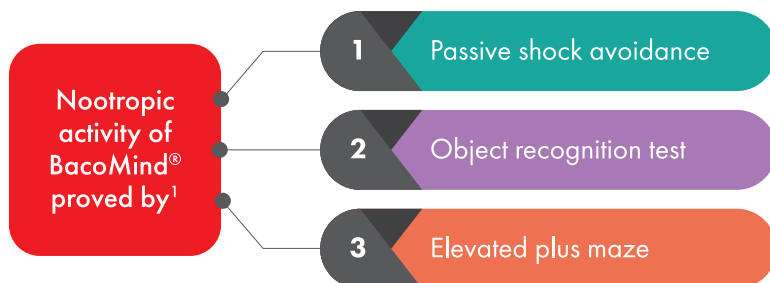 Nootropic
activity of
BacoMind®
proved by¹
1 Passive shock avoidance
2 Object recognition test
3 Elevated plus maze